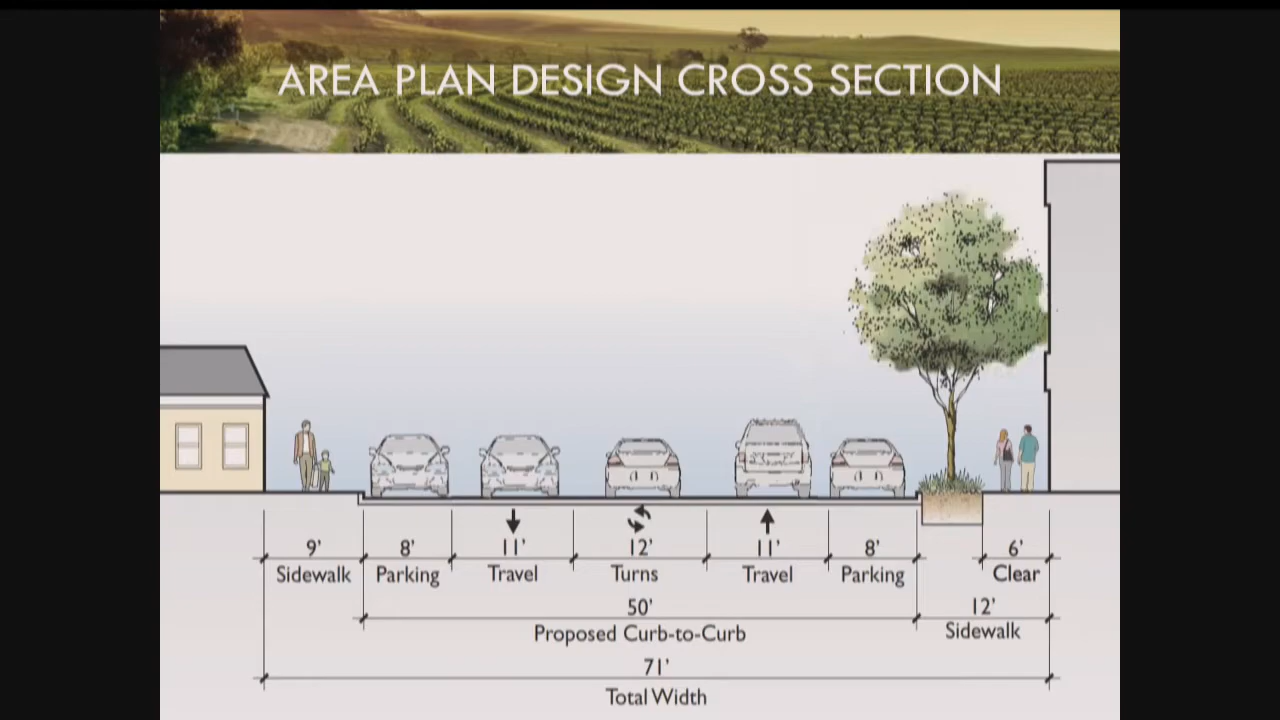 AREA PLAN DESIGN CROSS SECTION
9' 8' 11' 12' 11' 8' 6'
Sidewalk Parking Travel Turns Travel Parking Clear
50' 12'
Proposed Curb-to-Curb Sidewalk
71'
Total Width